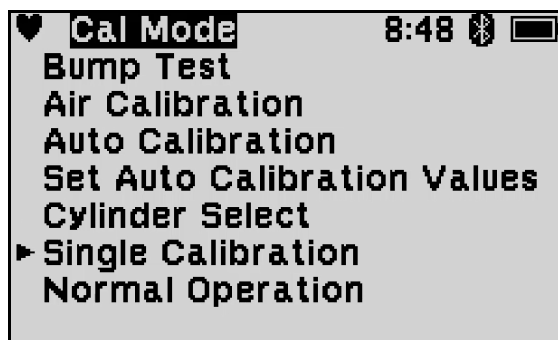 Cal Mode 8:48
Bump Test
Air Calibration
Auto Calibration
Set Auto Calibration Values
Cylinder Select
Single Calibration
Normal Operation